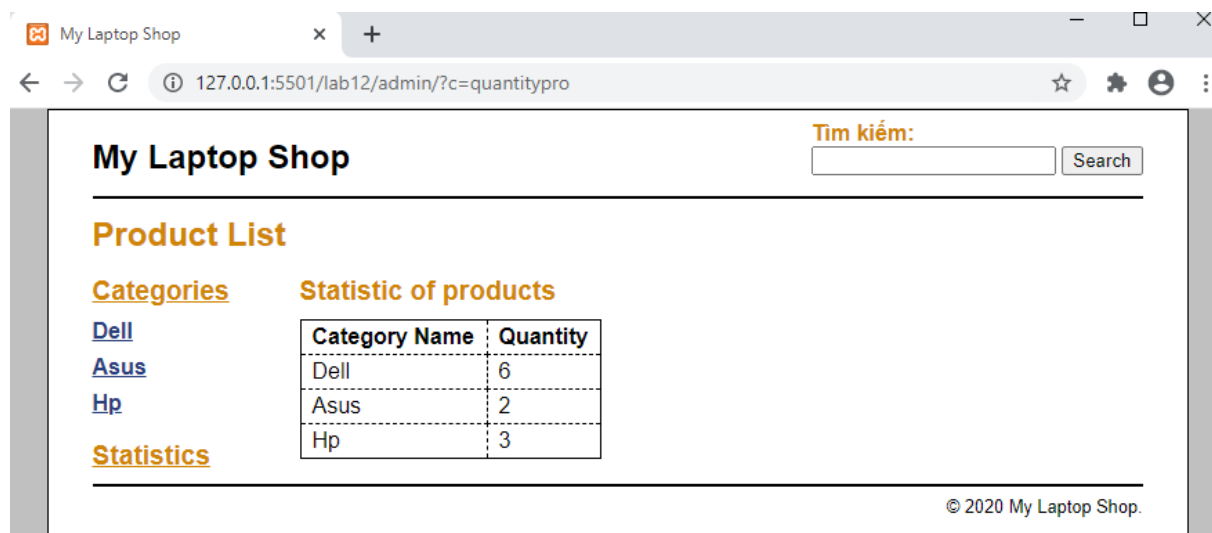 My Laptop Shop
127.0.0.1:5501/lab12/admin/?c=quantitypro
My Laptop Shop
Tìm kiếm:
Search
Product List
Categories
Dell
Asus
Hp
Statistics
Statistic of products
Category Name Quantity
Dell 6
Asus 2
Hp 3
© 2020 My Laptop Shop.